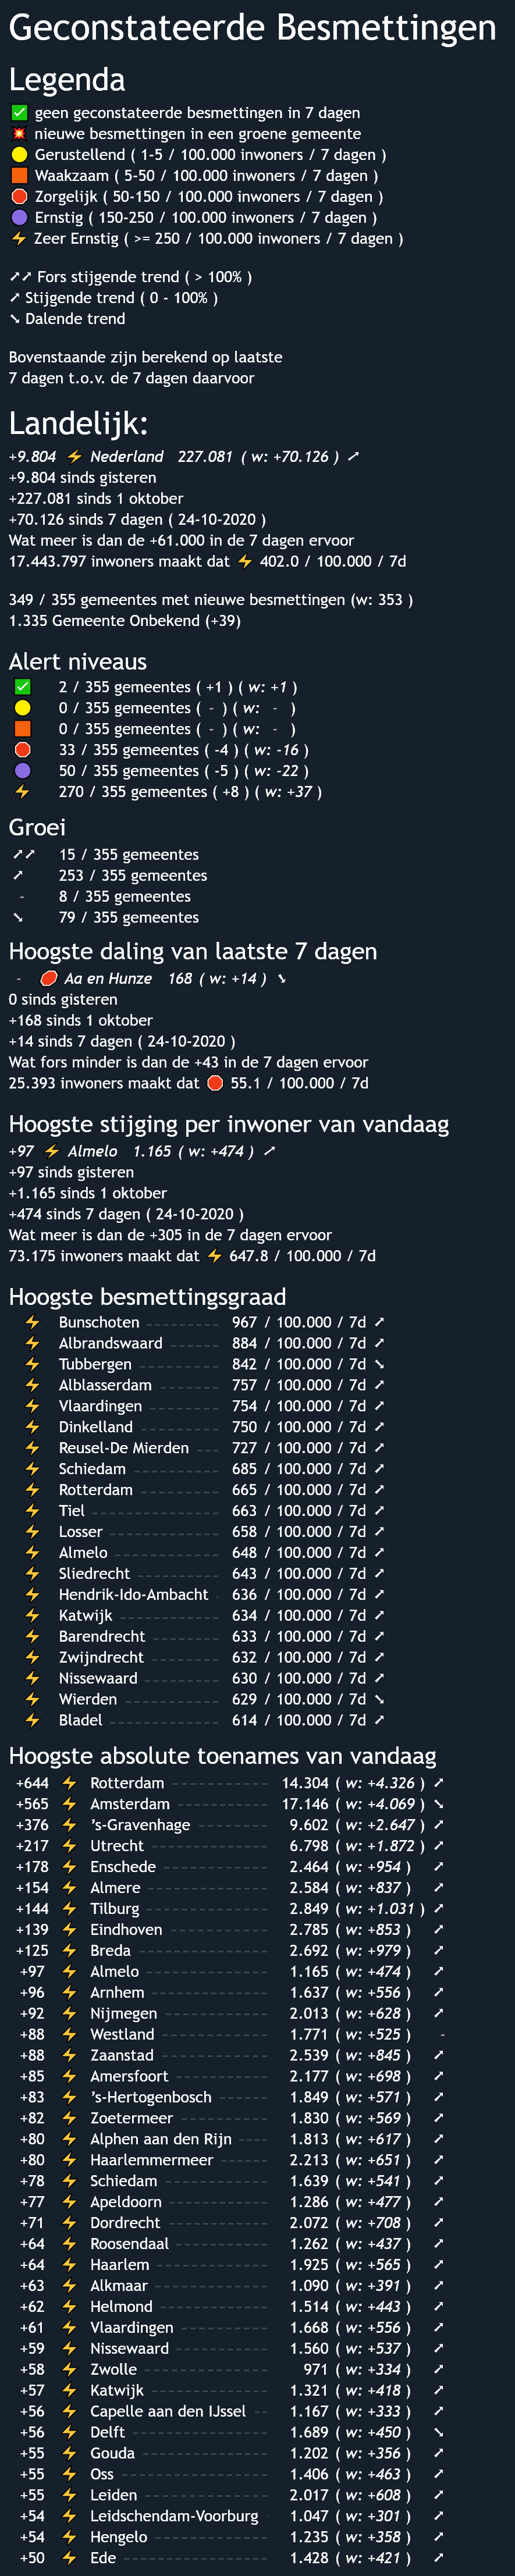 Geconstateerde Besmettingen
Legenda
geen geconstateerde besmettingen in 7 dagen
nieuwe besmettingen in een groene gemeente
Gerustellend ( 1-5 / 100.000 inwoners / 7 dagen )
Waakzaam ( 5-50 / 100.000 inwoners / 7 dagen )
Zorgelijk ( 50-150 / 100.000 inwoners / 7 dagen )
Ernstig ( 150-250 / 100.000 inwoners / 7 dagen )
⚡ Zeer Ernstig ( >= 250 / 100.000 inwoners / 7 dagen )
↗↗ Fors stijgende trend ( > 100% )
↗ Stijgende trend ( 0 - 100% )
↘ Dalende trend
Bovenstaande zijn berekend op laatste
7 dagen t.o.v. de 7 dagen daarvoor
Landelijk:
+9.804 ⚡ Nederland 227.081 ( w: +70.126 ) ↗
+9.804 sinds gisteren
+227.081 sinds 1 oktober
+70.126 sinds 7 dagen ( 24-10-2020 )
Wat meer is dan de +61.000 in de 7 dagen ervoor
17.443.797 inwoners maakt dat ⚡ 402.0 / 100.000 / 7d
349 / 355 gemeentes met nieuwe besmettingen (w: 353 )
1.335 Gemeente Onbekend (+39)
Alert niveaus
2 / 355 gemeentes ( +1 ) ( w: +1 )
0 / 355 gemeentes ( - ) ( w: - )
0 / 355 gemeentes ( - ) ( w: - )
33 / 355 gemeentes ( -4 ) ( w: -16 )
50 / 355 gemeentes ( -5 ) ( w: -22 )
⚡ 270 / 355 gemeentes ( +8 ) ( w: +37 )
Groei
↗↗ 15 / 355 gemeentes
↗ 253 / 355 gemeentes
- 8 / 355 gemeentes
↘ 79 / 355 gemeentes
Hoogste daling van laatste 7 dagen
- Aa en Hunze 168 ( w: +14 ) ↘
0 sinds gisteren
+168 sinds 1 oktober
+14 sinds 7 dagen ( 24-10-2020 )
Wat fors minder is dan de +43 in de 7 dagen ervoor
25.393 inwoners maakt dat 55.1 / 100.000 / 7d
Hoogste stijging per inwoner van vandaag
+97 ⚡ Almelo 1.165 ( w: +474 ) ↗
+97 sinds gisteren
+1.165 sinds 1 oktober
+474 sinds 7 dagen ( 24-10-2020 )
Wat meer is dan de +305 in de 7 dagen ervoor
73.175 inwoners maakt dat ⚡ 647.8 / 100.000 / 7d
Hoogste besmettingsgraad
⚡ Bunschoten 967 / 100.000 / 7d ↗
⚡ Albrandswaard 884 / 100.000 / 7d ↗
⚡ Tubbergen 842 / 100.000 / 7d ↘
⚡ Alblasserdam 757 / 100.000 / 7d ↗
⚡ Vlaardingen 754 / 100.000 / 7d ↗
⚡ Dinkelland 750 / 100.000 / 7d ↗
⚡ Reusel-De Mierden 727 / 100.000 / 7d ↗
⚡ Schiedam 685 / 100.000 / 7d ↗
⚡ Rotterdam 665 / 100.000 / 7d ↗
⚡ Tiel 663 / 100.000 / 7d ↗
⚡ Losser 658 / 100.000 / 7d ↗
⚡ Almelo 648 / 100.000 / 7d ↗
⚡ Sliedrecht 643 / 100.000 / 7d ↗
⚡ Hendrik-Ido-Ambacht 636 / 100.000 / 7d ↗
⚡ Katwijk 634 / 100.000 / 7d ↗
⚡ Barendrecht 633 / 100.000 / 7d ↗
⚡ Zwijndrecht 632 / 100.000 / 7d ↗
⚡ Nissewaard 630 / 100.000 / 7d ↗
⚡ Wierden 629 / 100.000 / 7d ↘
⚡ Bladel 614 / 100.000 / 7d ↗
Hoogste absolute toenames van vandaag
+644 ⚡ Rotterdam 14.304 ( w: +4.326 ) ↗
+565 ⚡ Amsterdam 17.146 ( w: +4.069 ) ↘
+376 ⚡ 's-Gravenhage 9.602 ( w: +2.647 ) ↗
+217 ⚡ Utrecht 6.798 ( w: +1.872 ) ↗
+178 ⚡ Enschede 2.464 ( w: +954 ) ↗
+154 ⚡ Almere 2.584 ( w: +837 ) ↗
+144 ⚡ Tilburg 2.849 ( w: +1.031 ) ↗
+139 ⚡ Eindhoven 2.785 ( w: +853 ) ↗
+125 ⚡ Breda 2.692 ( w: +979 ) ↗
+97 ⚡ Almelo 1.165 ( w: +474 ) ↗
+96 ⚡ Arnhem 1.637 ( w: +556 ) ↗
+92 ⚡ Nijmegen 2.013 ( w: +628 ) ↗
+88 ⚡ Westland 1.771 ( w: +525 ) -
+88 ⚡ Zaanstad 2.539 ( w: +845 ) ↗
+85 ⚡ Amersfoort 2.177 ( w: +698 ) ↗
+83 ⚡ 's-Hertogenbosch 1.849 ( w: +571 ) ↗
+82 ⚡ Zoetermeer 1.830 ( w: +569 ) ↗
+80 ⚡ Alphen aan den Rijn 1.813 ( w: +617 ) ↗
+80 ⚡ Haarlemmermeer 2.213 ( w: +651 ) ↗
+78 ⚡ Schiedam 1.639 ( w: +541 ) ↗
+77 ⚡ Apeldoorn 1.286 ( w: +477 ) ↗
+71 ⚡ Dordrecht 2.072 ( w: +708 ) ↗
+64 ⚡ Roosendaal 1.262 ( w: +437 ) ↗
+64 ⚡ Haarlem 1.925 ( w: +565 ) ↗
+63 ⚡ Alkmaar 1.090 ( w: +391 ) ↗
+62 ⚡ Helmond 1.514 ( w: +443 ) ↗
+61 ⚡ Vlaardingen 1.668 ( w: +556 ) ↗
+59 ⚡ Nissewaard 1.560 ( w: +537 ) ↗
+58 ⚡ Zwolle 971 ( w: +334 ) ↗
+57 ⚡ Katwijk 1.321 ( w: +418 ) ↗
+56 ⚡ Capelle aan den IJssel 1.167 ( w: +333 ) ↗
+56 ⚡ Delft 1.689 ( w: +450 ) ↘
+55 ⚡ Gouda 1.202 ( w: +356 ) ↗
+55 ⚡ Oss 1.406 ( w: +463 ) ↗
+55 ⚡ Leiden 2.017 ( w: +608 ) ↗
+54 ⚡ Leidschendam-Voorburg 1.047 ( w: +301 ) ↗
+54 ⚡ Hengelo 1.235 ( w: +358 ) ↗
+50 ⚡ Ede 1.428 ( w: +421 ) ↗